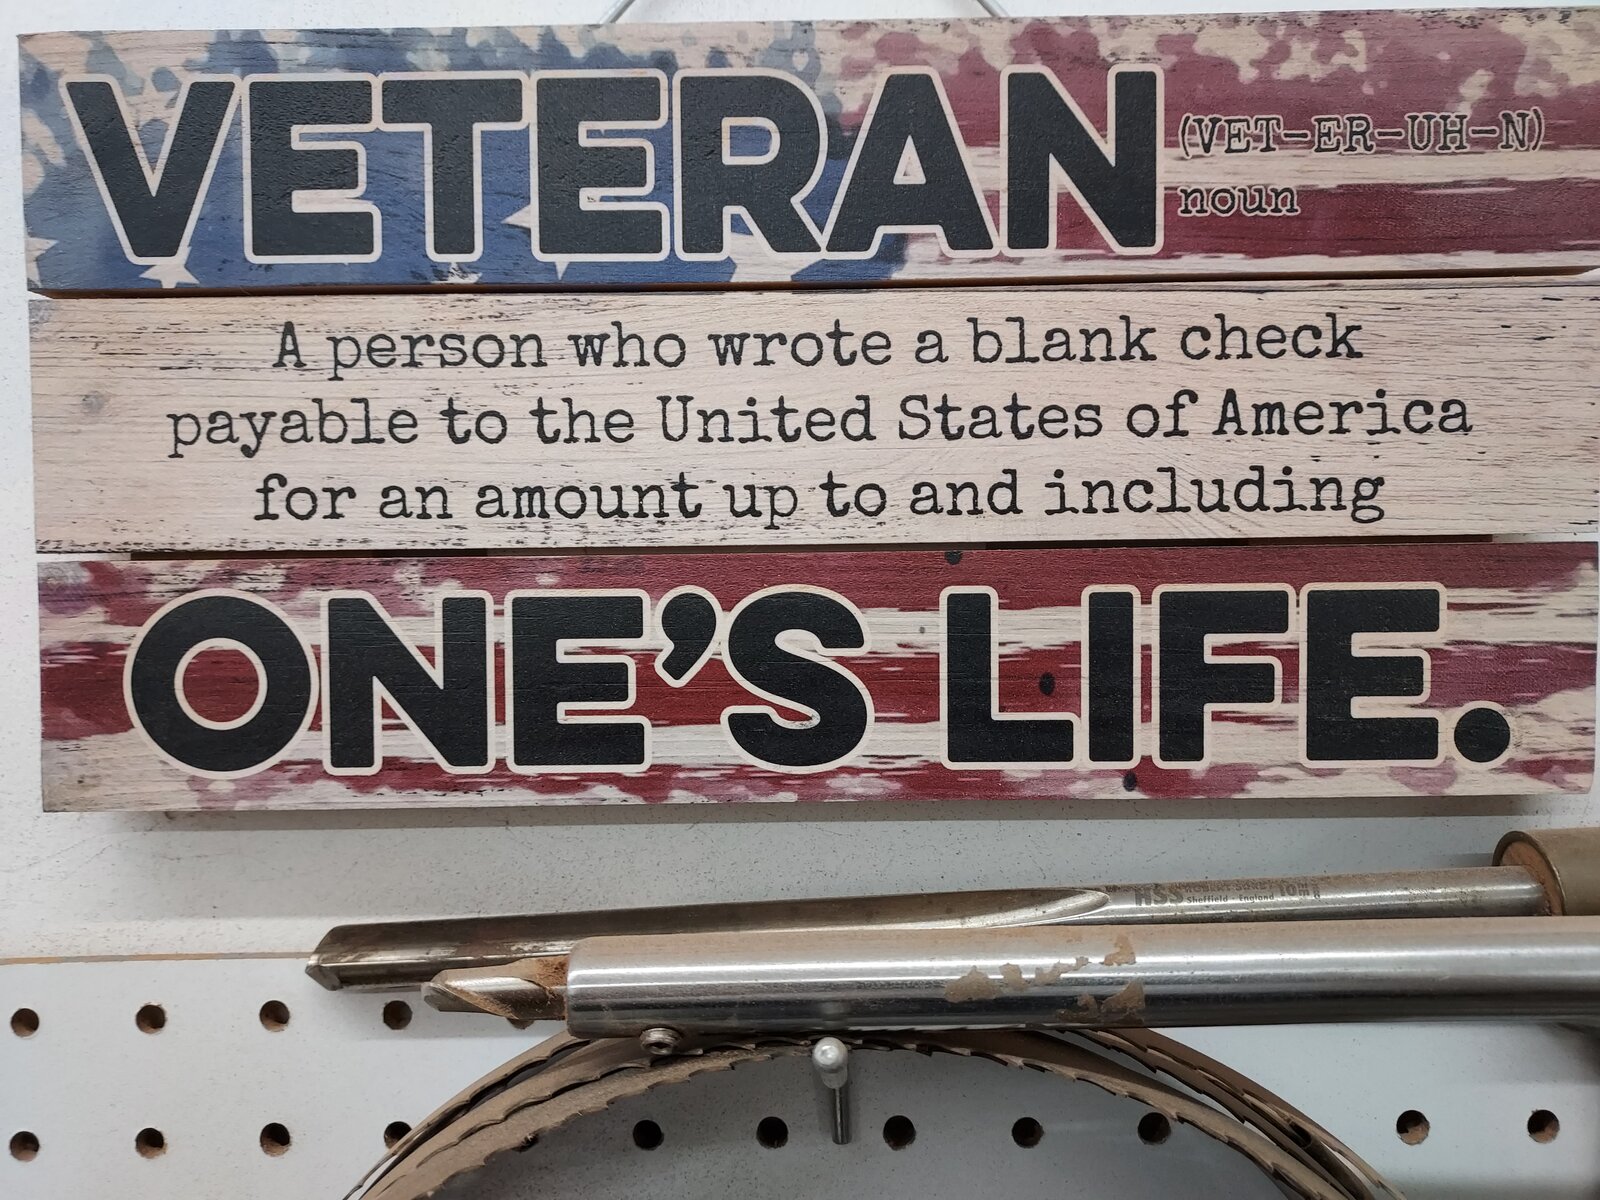 VETERAN (VET-ER-UH-N)
noun
A person who wrote a blank check
payable to the United States of America
for an amount up to and including
ONE'S LIFE.
HSS
Sheffield · England